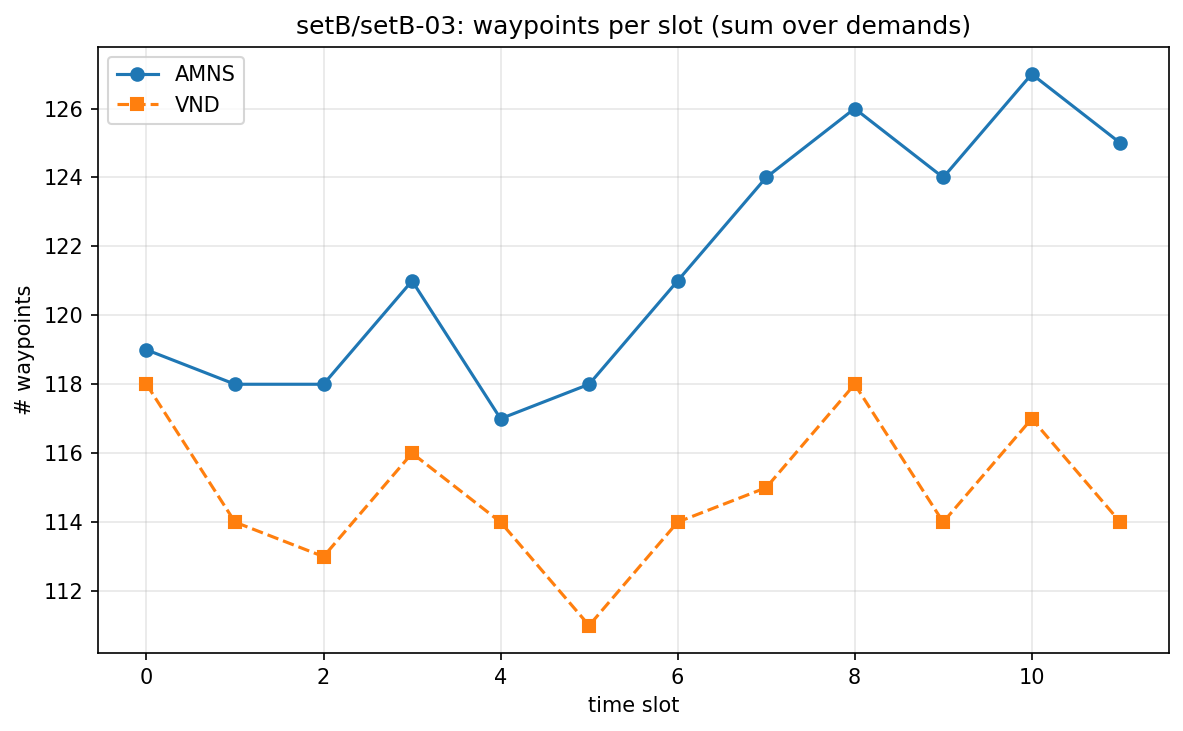 setB/setB-03: waypoints per slot (sum over demands)
AMNS
VND
126
124
122
120
118
116
114
112
# waypoints
0 2 4 6 8 10
time slot